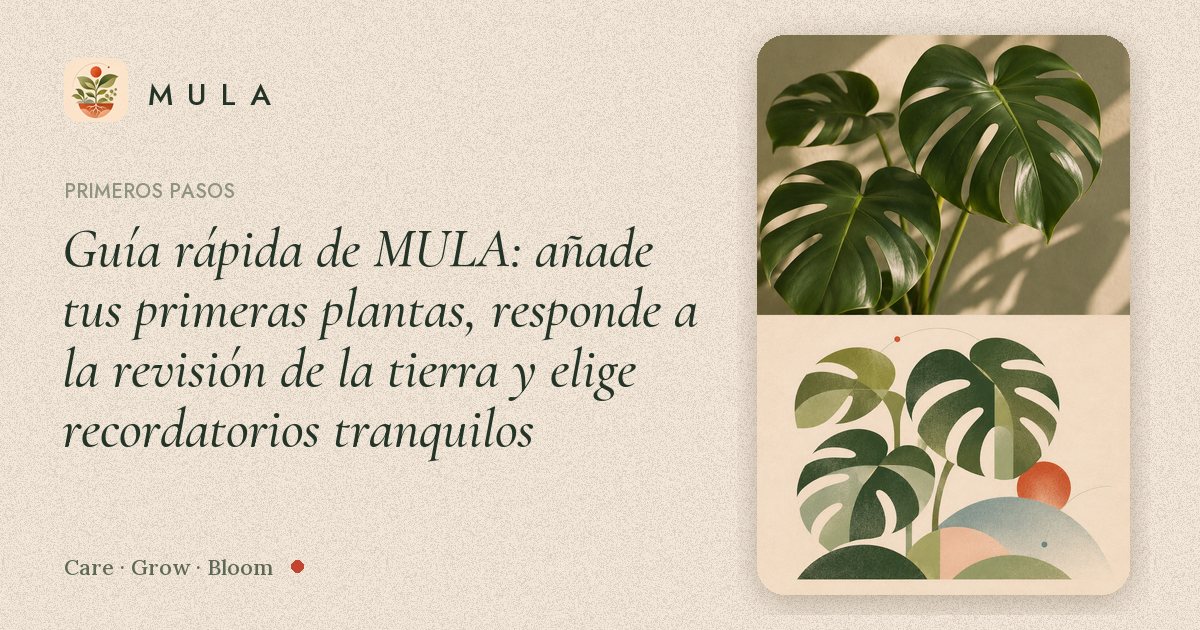 MULA
PRIMEROS PASOS
Guía rápida de MULA: añade
tus primeras plantas, responde a
la revisión de la tierra y elige
recordatorios tranquilos
Care · Grow · Bloom